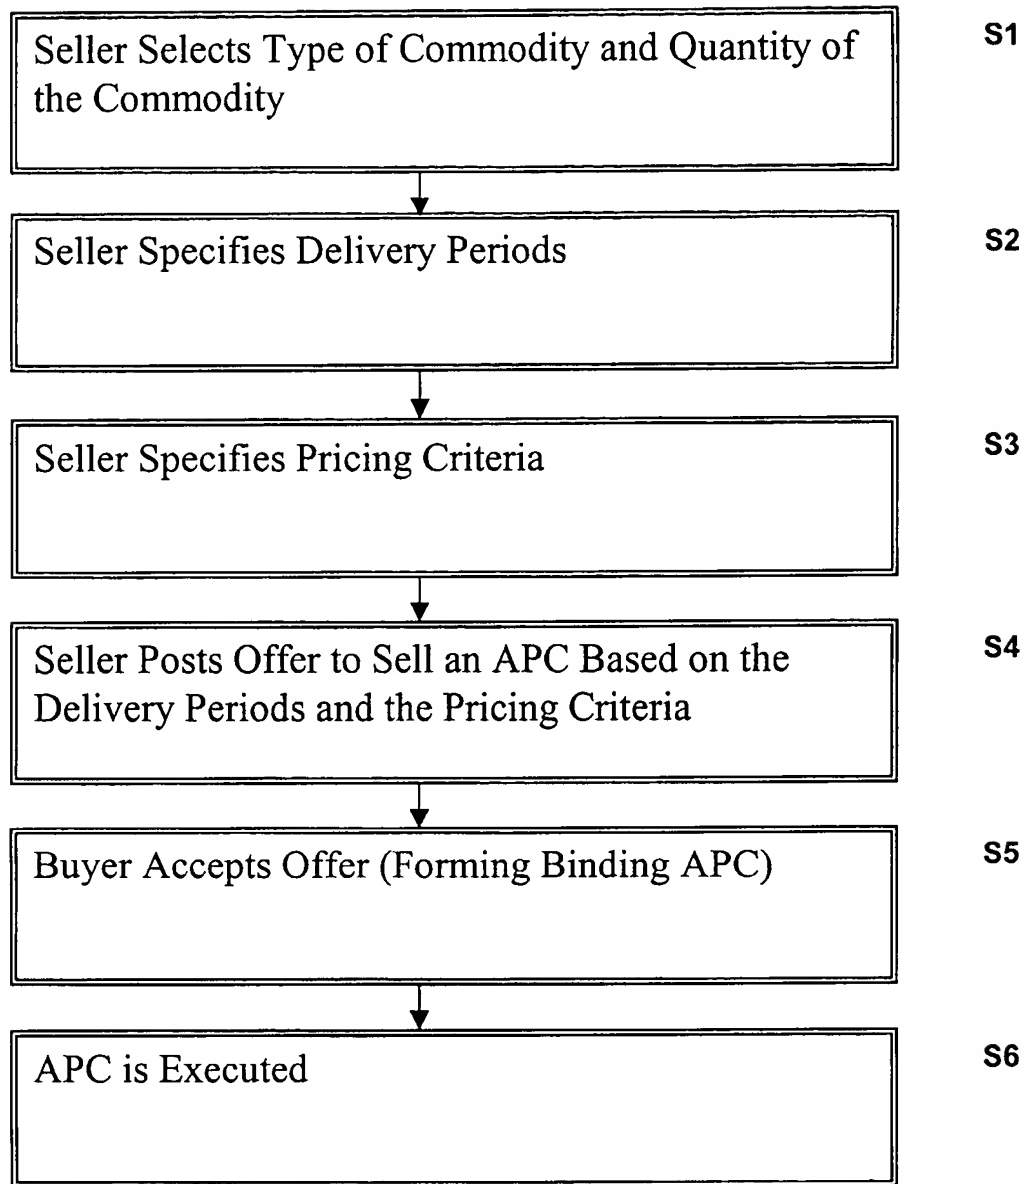 Seller Selects Type of Commodity and Quantity of
the Commodity
S1
Seller Specifies Delivery Periods
S2
Seller Specifies Pricing Criteria
S3
Seller Posts Offer to Sell an APC Based on the
Delivery Periods and the Pricing Criteria
S4
Buyer Accepts Offer (Forming Binding APC)
S5
APC is Executed
S6